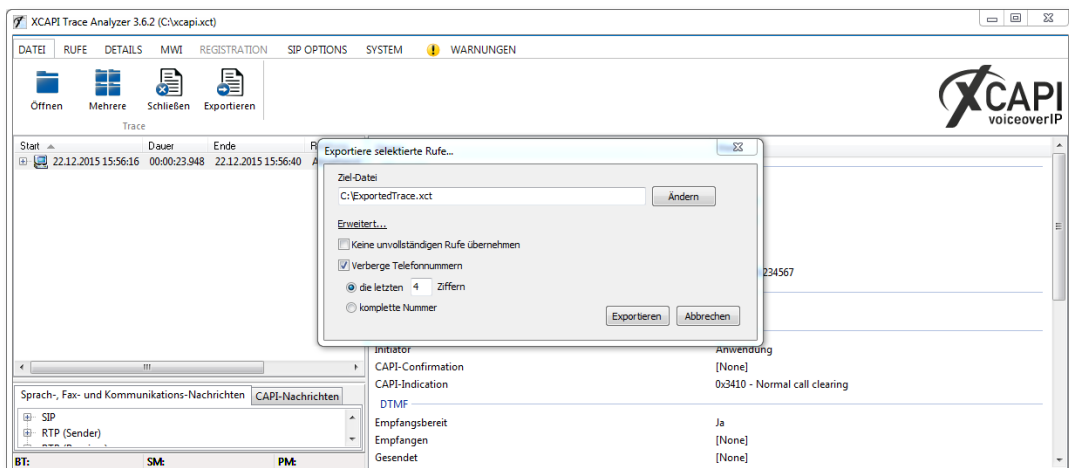 XCAPI Trace Analyzer 3.6.2 (C:\xcapi.xct)
DATEI RUFE DETAILS MWI REGISTRATION SIP OPTIONS SYSTEM WARNUNGEN
Öffnen Mehrere Schließen Exportieren
Trace
XCAPI
voiceoverIP
Start Dauer Ende
22.12.2015 15:56:16 00:00:23.948 22.12.2015 15:56:40
Exportiere selektierte Rufe...
Ziel-Datei
C:\ExportedTrace.xct Ändern
Erweitert...
Keine unvollständigen Rufe übernehmen
Verberge Telefonnummern
die letzten 4 Ziffern
komplette Nummer
Exportieren Abbrechen
234567
Initiator Anwendung
CAPI-Confirmation [None]
CAPI-Indication 0x3410 - Normal call clearing
DTMF
Empfangsbereit Ja
Empfangen [None]
Gesendet [None]
Sprach-, Fax- und Kommunikations-Nachrichten CAPI-Nachrichten
SIP
RTP (Sender)
BT: SM: PM: